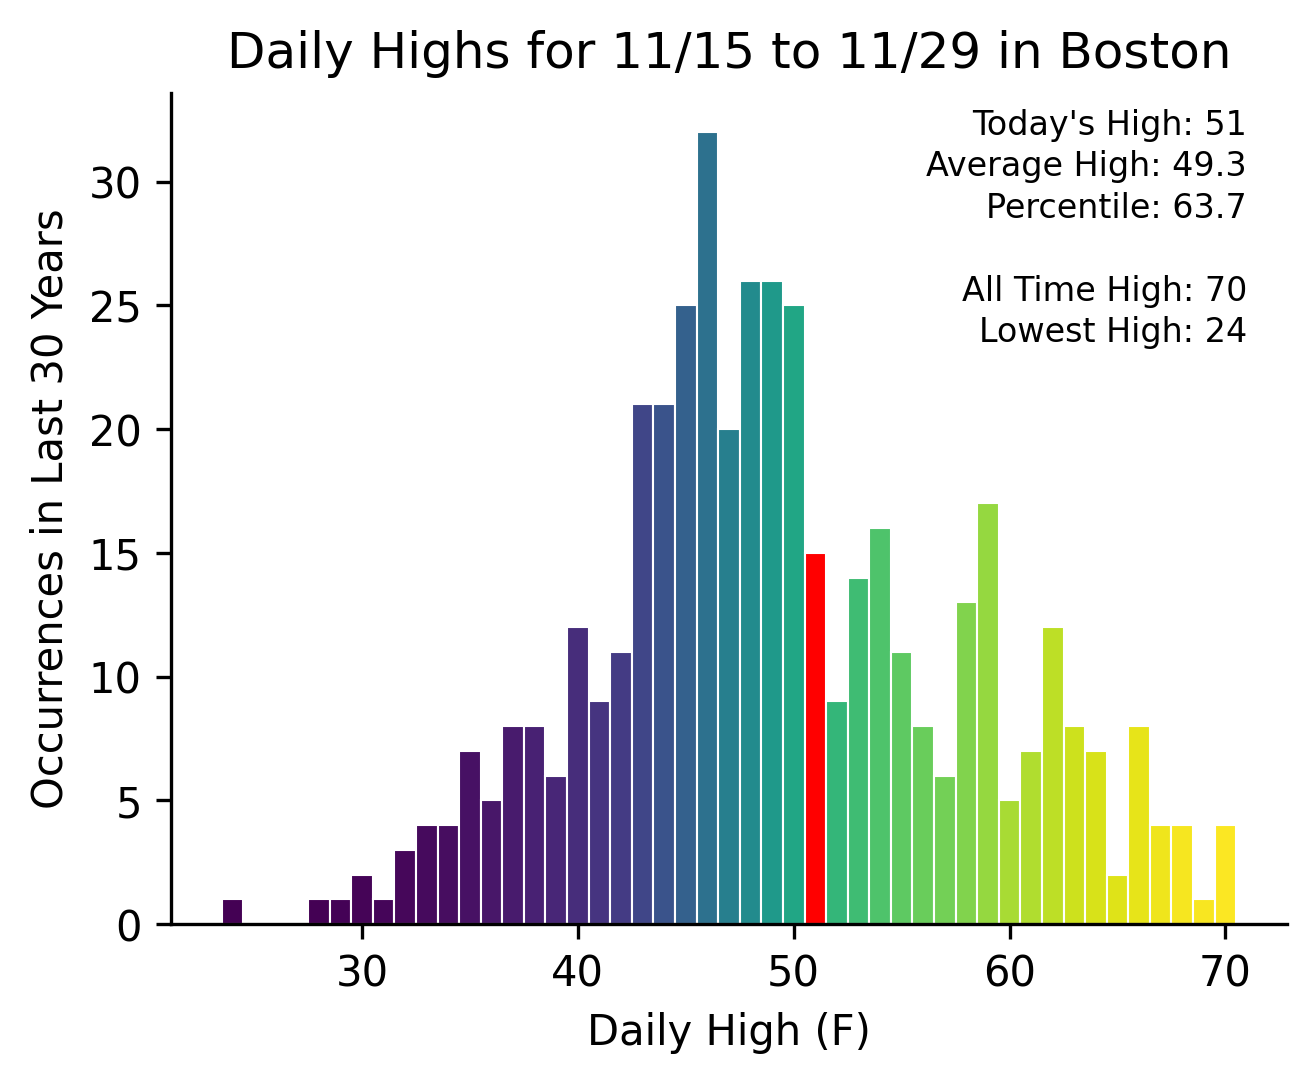 Daily Highs for 11/15 to 11/29 in Boston
Today's High: 51
Average High: 49.3
Percentile: 63.7
All Time High: 70
Lowest High: 24
Occurrences in Last 30 Years
30
25
20
15
10
5
0
30 40 50 60 70
Daily High (F)